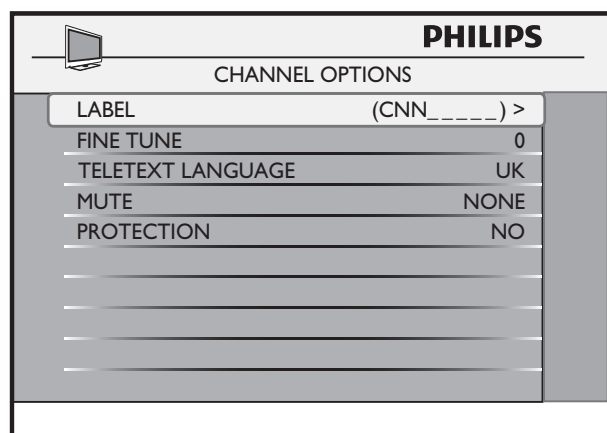 PHILIPS
CHANNEL OPTIONS
LABEL (CNN_____) >
FINE TUNE 0
TELETEXT LANGUAGE UK
MUTE NONE
PROTECTION NO